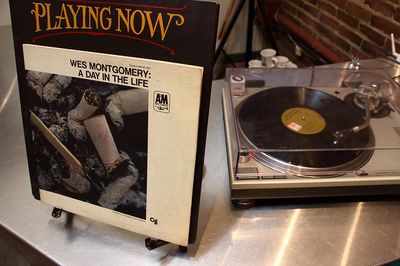 PLAYING NOW
WES MONTGOMERY:
A DAY IN THE LIFE
A&M